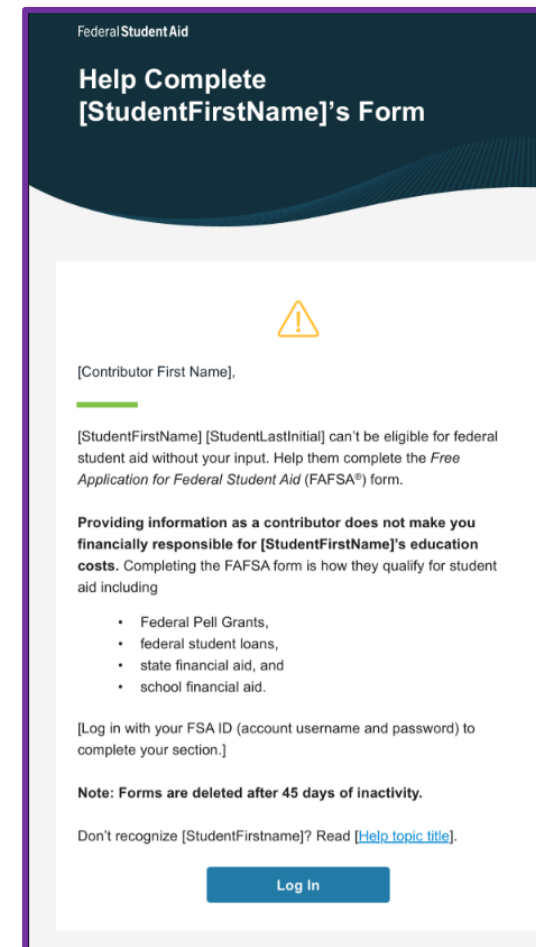 Federal Student Aid
Help Complete
[StudentFirstName]’s Form
[Contributor First Name],
[StudentFirstName] [StudentLastInitial] can’t be eligible for federal
student aid without your input. Help them complete the Free
Application for Federal Student Aid (FAFSA®) form.
Providing information as a contributor does not make you
financially responsible for [StudentFirstName]’s education
costs. Completing the FAFSA form is how they qualify for student
aid including
• Federal Pell Grants,
• federal student loans,
• state financial aid, and
• school financial aid.
[Log in with your FSA ID (account username and password) to
complete your section.]
Note: Forms are deleted after 45 days of inactivity.
Don’t recognize [StudentFirstname]? Read [Help topic title].
Log In